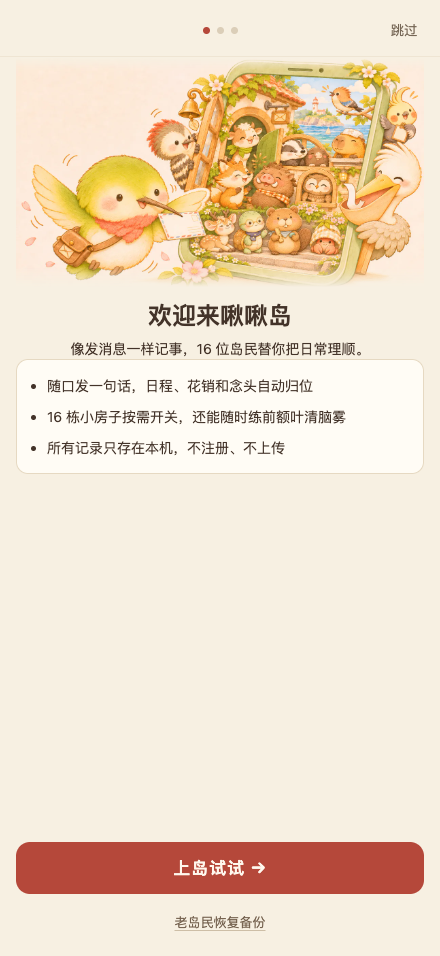 跳过
欢迎来啾啾岛
像发消息一样记事，16 位岛民替你把日常理顺。
随口发一句话，日程、花销和念头自动归位
16 栋小房子按需开关，还能随时练前额叶清脑雾
所有记录只存在本机，不注册、不上传
上岛试试 →
老岛民恢复备份